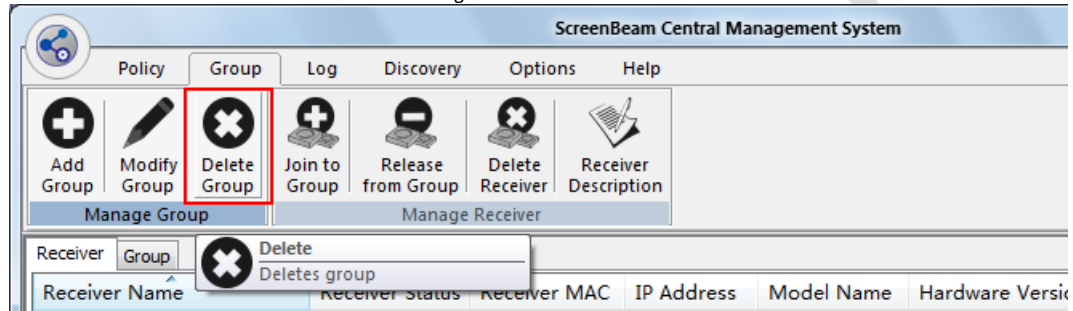 ScreenBeam Central Management System
Policy Group Log Discovery Options Help
Add Group
Modify Group
Delete Group
Join to Group
Release from Group
Delete Receiver
Receiver Description
Manage Group
Manage Receiver
Receiver Group
Delete
Deletes group
Receiver Name Receiver Status Receiver MAC IP Address Model Name Hardware